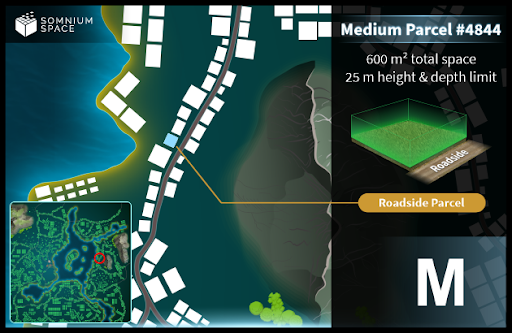 SOMNIUM
SPACE
Medium Parcel #4844
600 m² total space
25 m height & depth limit
Roadside
Roadside Parcel
M